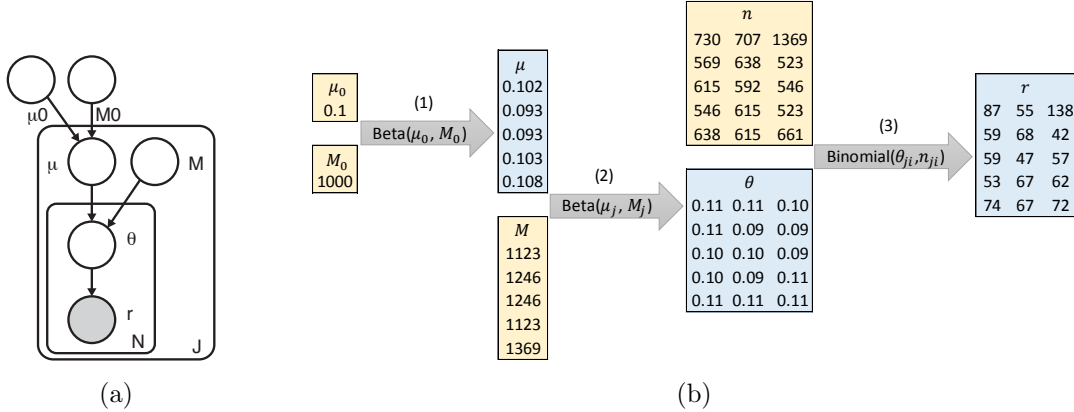 μ0
M0
μ
M
θ
r
N
J
(a)
μ₀
0.1
M₀
1000
(1)
Beta(μ₀, M₀)
μ
0.102
0.093
0.093
0.103
0.108
M
1123
1246
1246
1123
1369
(2)
Beta(μⱼ, Mⱼ)
n
730 707 1369
569 638 523
615 592 546
546 615 523
638 615 661
θ
0.11 0.11 0.10
0.11 0.09 0.09
0.10 0.10 0.09
0.10 0.09 0.11
0.11 0.11 0.11
(3)
Binomial(θⱼᵢ,nⱼᵢ)
r
87 55 138
59 68 42
59 47 57
53 67 62
74 67 72
(b)